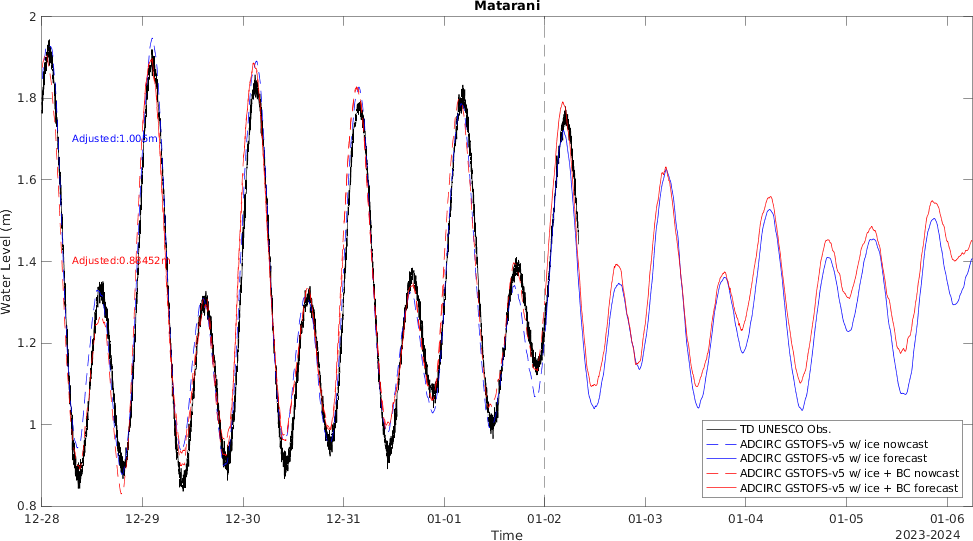 Matarani
2
1.8
1.6
1.4
1.2
1
0.8
Water Level (m)
Adjusted:1.005m
Adjusted:0.88452m
TD UNESCO Obs.
ADCIRC GSTOFS-v5 w/ ice nowcast
ADCIRC GSTOFS-v5 w/ ice forecast
ADCIRC GSTOFS-v5 w/ ice + BC nowcast
ADCIRC GSTOFS-v5 w/ ice + BC forecast
12-28 12-29 12-30 12-31 01-01 01-02 01-03 01-04 01-05 01-06
Time
2023-2024